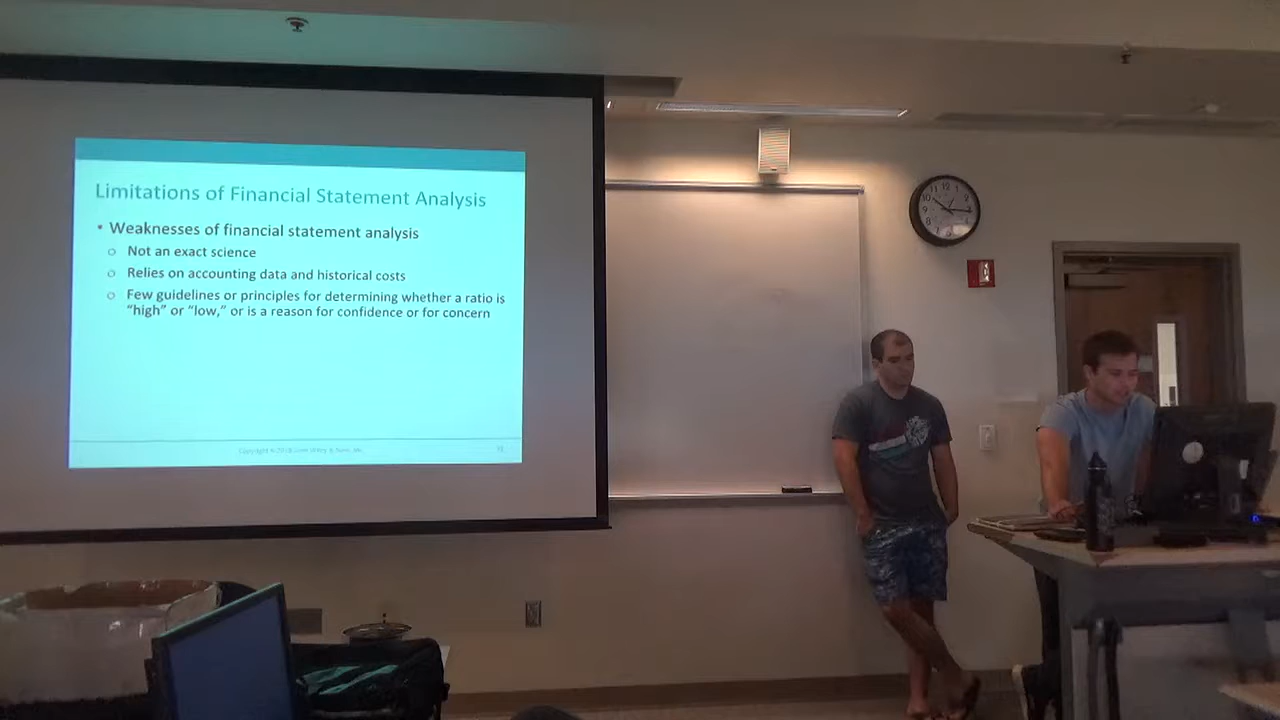 Limitations of Financial Statement Analysis
• Weaknesses of financial statement analysis
o Not an exact science
o Relies on accounting data and historical costs
o Few guidelines or principles for determining whether a ratio is
"high" or "low," or is a reason for confidence or for concern